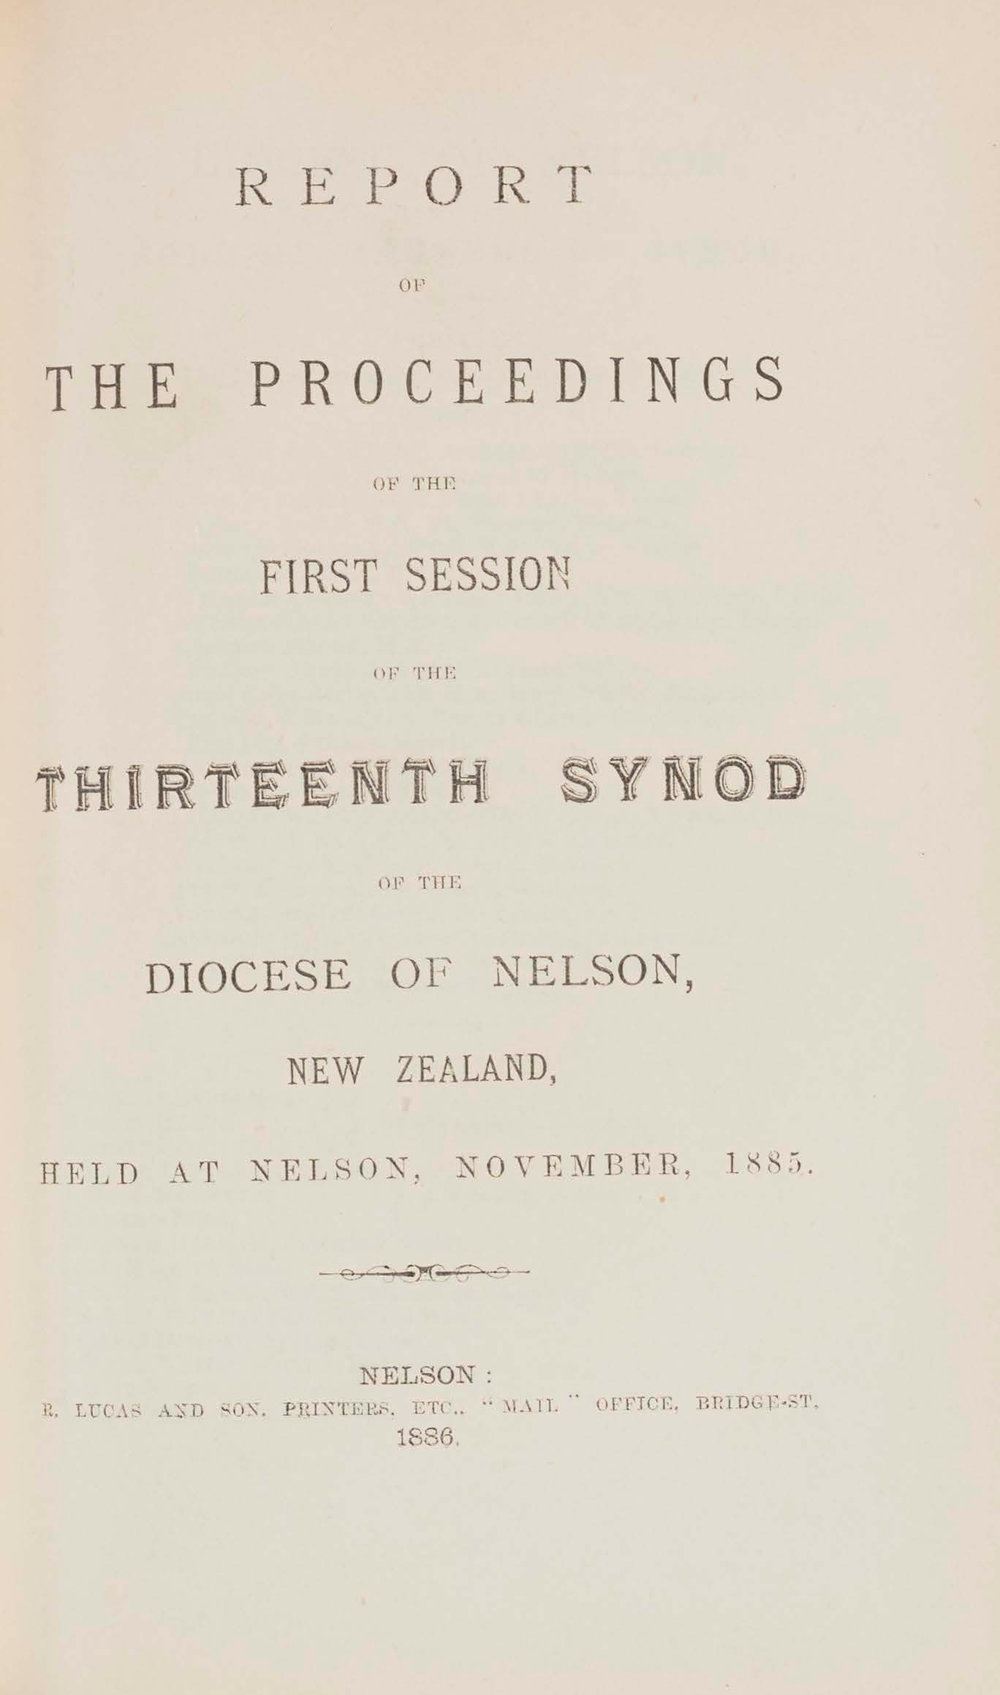 REPORT
OF
THE PROCEEDINGS
OF THE
FIRST SESSION
OF THE
THIRTEENTH SYNOD
OF THE
DIOCESE OF NELSON,
NEW ZEALAND,
HELD AT NELSON, NOVEMBER, 1885.
NELSON :
R. LUCAS AND SON, PRINTERS, ETC., "MAIL" OFFICE, BRIDGE-ST.
1886.